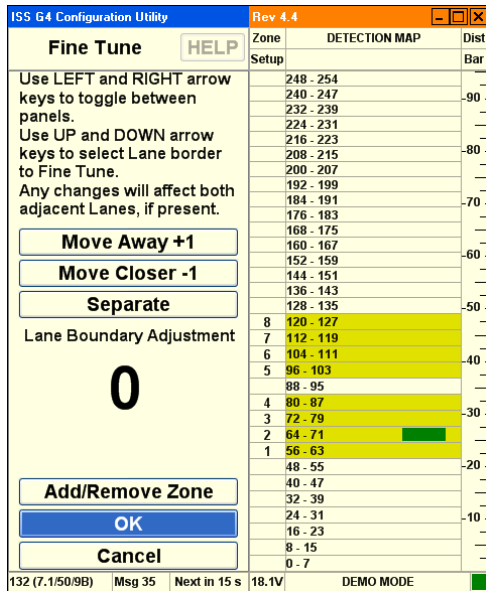 ISS G4 Configuration Utility
Rev 4.4
Fine Tune
HELP
Use LEFT and RIGHT arrow
keys to toggle between
panels.
Use UP and DOWN arrow
keys to select Lane border
to Fine Tune.
Any changes will affect both
adjacent Lanes, if present.
Move Away +1
Move Closer -1
Separate
Lane Boundary Adjustment
0
Add/Remove Zone
OK
Cancel
Zone DETECTION MAP Dist
Setup Bar
248 - 254
240 - 247
232 - 239
224 - 231
216 - 223
208 - 215
200 - 207
192 - 199
184 - 191
176 - 183
168 - 175
160 - 167
152 - 159
144 - 151
136 - 143
128 - 135
8 120 - 127
7 112 - 119
6 104 - 111
5 96 - 103
88 - 95
4 80 - 87
3 72 - 79
2 64 - 71
1 56 - 63
48 - 55
40 - 47
32 - 39
24 - 31
16 - 23
8 - 15
0 - 7
90
80
70
60
50
40
30
20
10
132 (7.1/50/9B) Msg 35 Next in 15 s 18.1V DEMO MODE